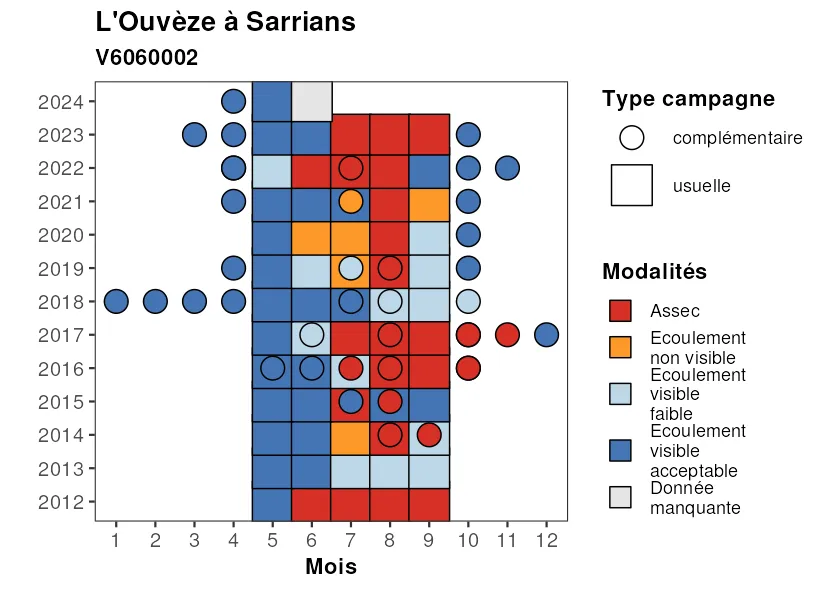 L'Ouvèze à Sarrians
V6060002
2024
2023
2022
2021
2020
2019
2018
2017
2016
2015
2014
2013
2012
1 2 3 4 5 6 7 8 9 10 11 12
Mois
Type campagne
complémentaire
usuelle
Modalités
Assec
Ecoulement
non visible
Ecoulement
visible
faible
Ecoulement
visible
acceptable
Donnée
manquante